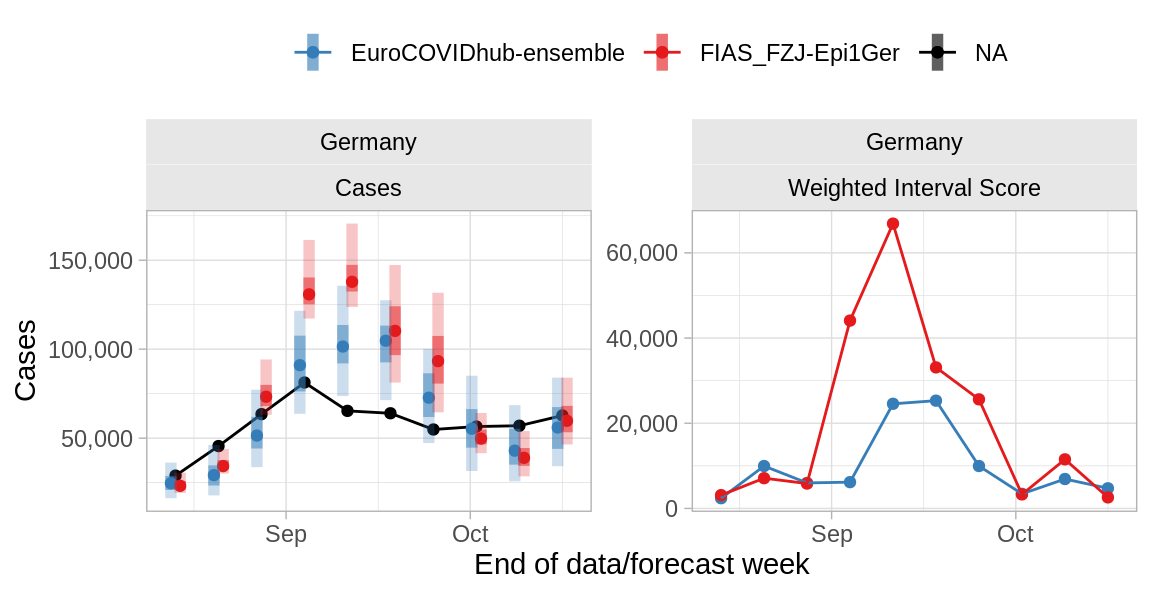 EuroCOVIDhub-ensemble FIAS_FZJ-Epi1Ger NA
Germany Germany
Cases Weighted Interval Score
Cases
150,000
100,000
50,000
60,000
40,000
20,000
0
Sep Oct Sep Oct
End of data/forecast week